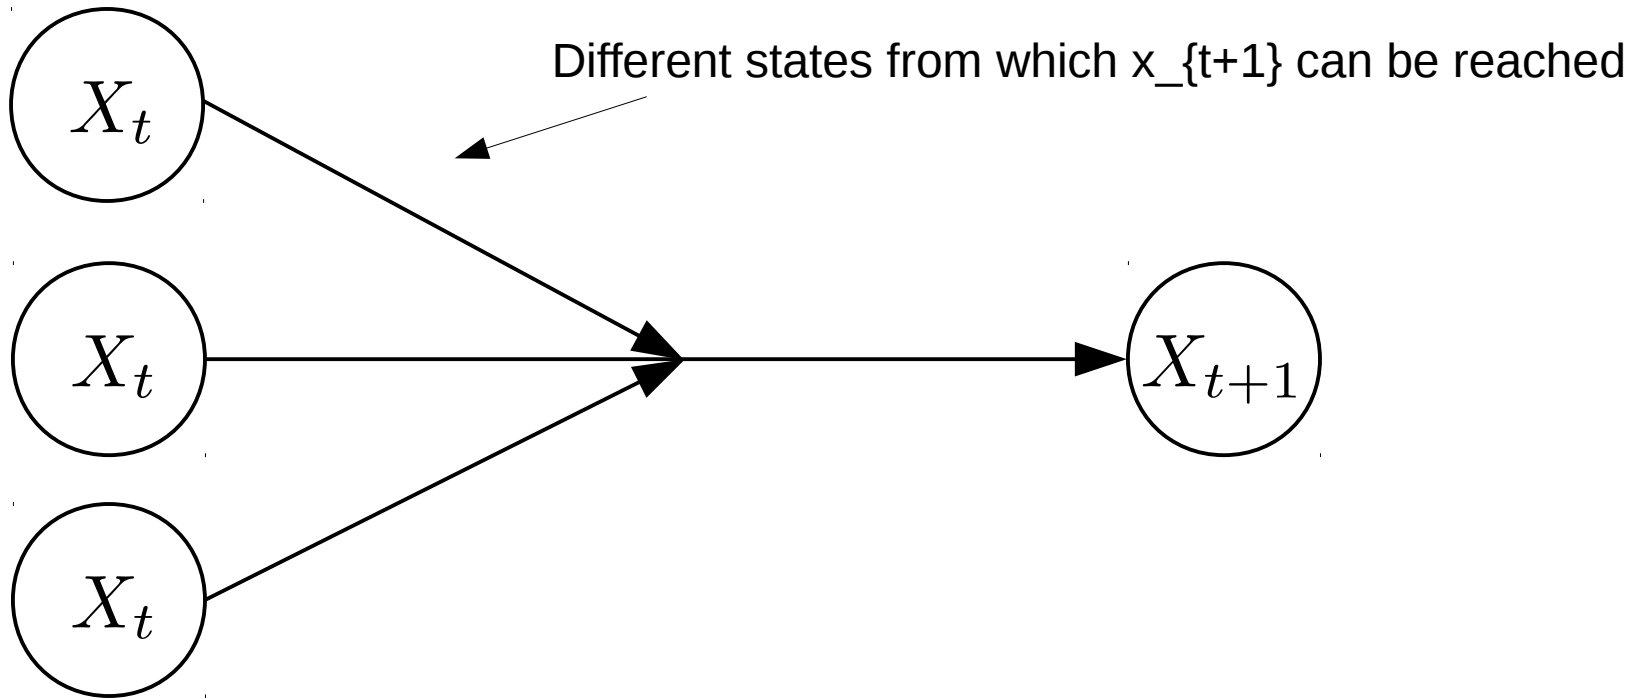 X_t
Different states from which x_{t+1} can be reached
X_t
X_{t+1}
X_t